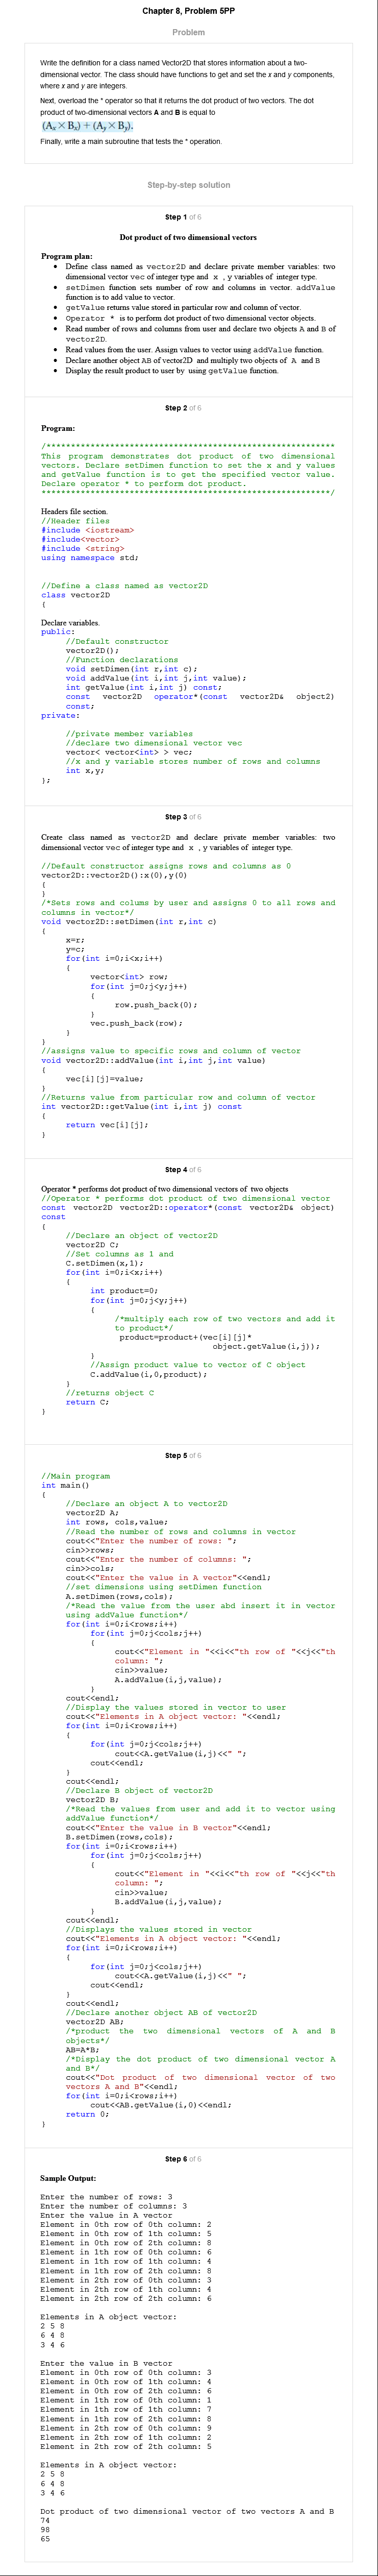 Chapter 8, Problem 5PP
Problem
Write the definition for a class named Vector2D that stores information about a two-
dimensional vector. The class should have functions to get and set the x and y components,
where x and y are integers.
Next, overload the * operator so that it returns the dot product of two vectors. The dot
product of two-dimensional vectors A and B is equal to
(Aₓ × Bₓ) + (Aᵧ × Bᵧ).
Finally, write a main subroutine that tests the * operation.
Step-by-step solution
Step 1 of 6
Dot product of two dimensional vectors
Program plan:
• Define class named as vector2D and declare private member variables: two
dimensional vector vec of integer type and x , y variables of integer type.
• setDimen function sets number of row and columns in vector. addValue
function is to add value to vector.
• getValue returns value stored in particular row and column of vector.
• Operator * is to perform dot product of two dimensional vector objects.
• Read number of rows and columns from user and declare two objects A and B of
vector2D.
• Read values from the user. Assign values to vector using addValue function.
• Declare another object AB of vector2D and multiply two objects of A and B
• Display the result product to user by using getValue function.
Step 2 of 6
Program:
/***********************************************************
This program demonstrates dot product of two dimensional
vectors. Declare setDimen function to set the x and y values
and getValue function is to get the specified vector value.
Declare operator * to perform dot product.
***********************************************************/
Headers file section.
//Header files
#include <iostream>
#include<vector>
#include <string>
using namespace std;
//Define a class named as vector2D
class vector2D
{
Declare variables.
public:
//Default constructor
vector2D();
//Function declarations
void setDimen(int r,int c);
void addValue(int i,int j,int value);
int getValue(int i,int j) const;
const vector2D operator*(const vector2D& object2)
const;
private:
//private member variables
//declare two dimensional vector vec
vector< vector<int> > vec;
//x and y variable stores number of rows and columns
int x,y;
};
Step 3 of 6
Create class named as vector2D and declare private member variables: two
dimensional vector vec of integer type and x , y variables of integer type.
//Default constructor assigns rows and columns as 0
vector2D::vector2D():x(0),y(0)
{
}
/*Sets rows and colums by user and assigns 0 to all rows and
columns in vector*/
void vector2D::setDimen(int r,int c)
{
x=r;
y=c;
for(int i=0;i<x;i++)
{
vector<int> row;
for(int j=0;j<y;j++)
{
row.push_back(0);
}
vec.push_back(row);
}
}
//assigns value to specific rows and column of vector
void vector2D::addValue(int i,int j,int value)
{
vec[i][j]=value;
}
//Returns value from particular row and column of vector
int vector2D::getValue(int i,int j) const
{
return vec[i][j];
}
Step 4 of 6
Operator * performs dot product of two dimensional vectors of two objects
//Operator * performs dot product of two dimensional vector
const vector2D vector2D::operator*(const vector2D& object)
const
{
//Declare an object of vector2D
vector2D C;
//Set columns as 1 and
C.setDimen(x,1);
for(int i=0;i<x;i++)
{
int product=0;
for(int j=0;j<y;j++)
{
/*multiply each row of two vectors and add it
to product*/
product=product+(vec[i][j]*
object.getValue(i,j));
}
//Assign product value to vector of C object
C.addValue(i,0,product);
}
//returns object C
return C;
}
Step 5 of 6
//Main program
int main()
{
//Declare an object A to vector2D
vector2D A;
int rows, cols,value;
//Read the number of rows and columns in vector
cout<<"Enter the number of rows: ";
cin>>rows;
cout<<"Enter the number of columns: ";
cin>>cols;
cout<<"Enter the value in A vector"<<endl;
//set dimensions using setDimen function
A.setDimen(rows,cols);
/*Read the value from the user abd insert it in vector
using addValue function*/
for(int i=0;i<rows;i++)
for(int j=0;j<cols;j++)
{
cout<<"Element in "<<i<<"th row of "<<j<<"th
column: ";
cin>>value;
A.addValue(i,j,value);
}
cout<<endl;
//Display the values stored in vector to user
cout<<"Elements in A object vector: "<<endl;
for(int i=0;i<rows;i++)
{
for(int j=0;j<cols;j++)
cout<<A.getValue(i,j)<<" ";
cout<<endl;
}
cout<<endl;
//Declare B object of vector2D
vector2D B;
/*Read the values from user and add it to vector using
addValue function*/
cout<<"Enter the value in B vector"<<endl;
B.setDimen(rows,cols);
for(int i=0;i<rows;i++)
for(int j=0;j<cols;j++)
{
cout<<"Element in "<<i<<"th row of "<<j<<"th
column: ";
cin>>value;
B.addValue(i,j,value);
}
cout<<endl;
//Displays the values stored in vector
cout<<"Elements in A object vector: "<<endl;
for(int i=0;i<rows;i++)
{
for(int j=0;j<cols;j++)
cout<<A.getValue(i,j)<<" ";
cout<<endl;
}
cout<<endl;
//Declare another object AB of vector2D
vector2D AB;
/*product the two dimensional vectors of A and B
objects*/
AB=A*B;
/*Display the dot product of two dimensional vector A
and B*/
cout<<"Dot product of two dimensional vector of two
vectors A and B"<<endl;
for(int i=0;i<rows;i++)
cout<<AB.getValue(i,0)<<endl;
return 0;
}
Step 6 of 6
Sample Output:
Enter the number of rows: 3
Enter the number of columns: 3
Enter the value in A vector
Element in 0th row of 0th column: 2
Element in 0th row of 1th column: 5
Element in 0th row of 2th column: 8
Element in 1th row of 0th column: 6
Element in 1th row of 1th column: 4
Element in 1th row of 2th column: 8
Element in 2th row of 0th column: 3
Element in 2th row of 1th column: 4
Element in 2th row of 2th column: 6
Elements in A object vector:
2 5 8
6 4 8
3 4 6
Enter the value in B vector
Element in 0th row of 0th column: 3
Element in 0th row of 1th column: 4
Element in 0th row of 2th column: 6
Element in 1th row of 0th column: 1
Element in 1th row of 1th column: 7
Element in 1th row of 2th column: 8
Element in 2th row of 0th column: 9
Element in 2th row of 1th column: 2
Element in 2th row of 2th column: 5
Elements in A object vector:
2 5 8
6 4 8
3 4 6
Dot product of two dimensional vector of two vectors A and B
74
98
65